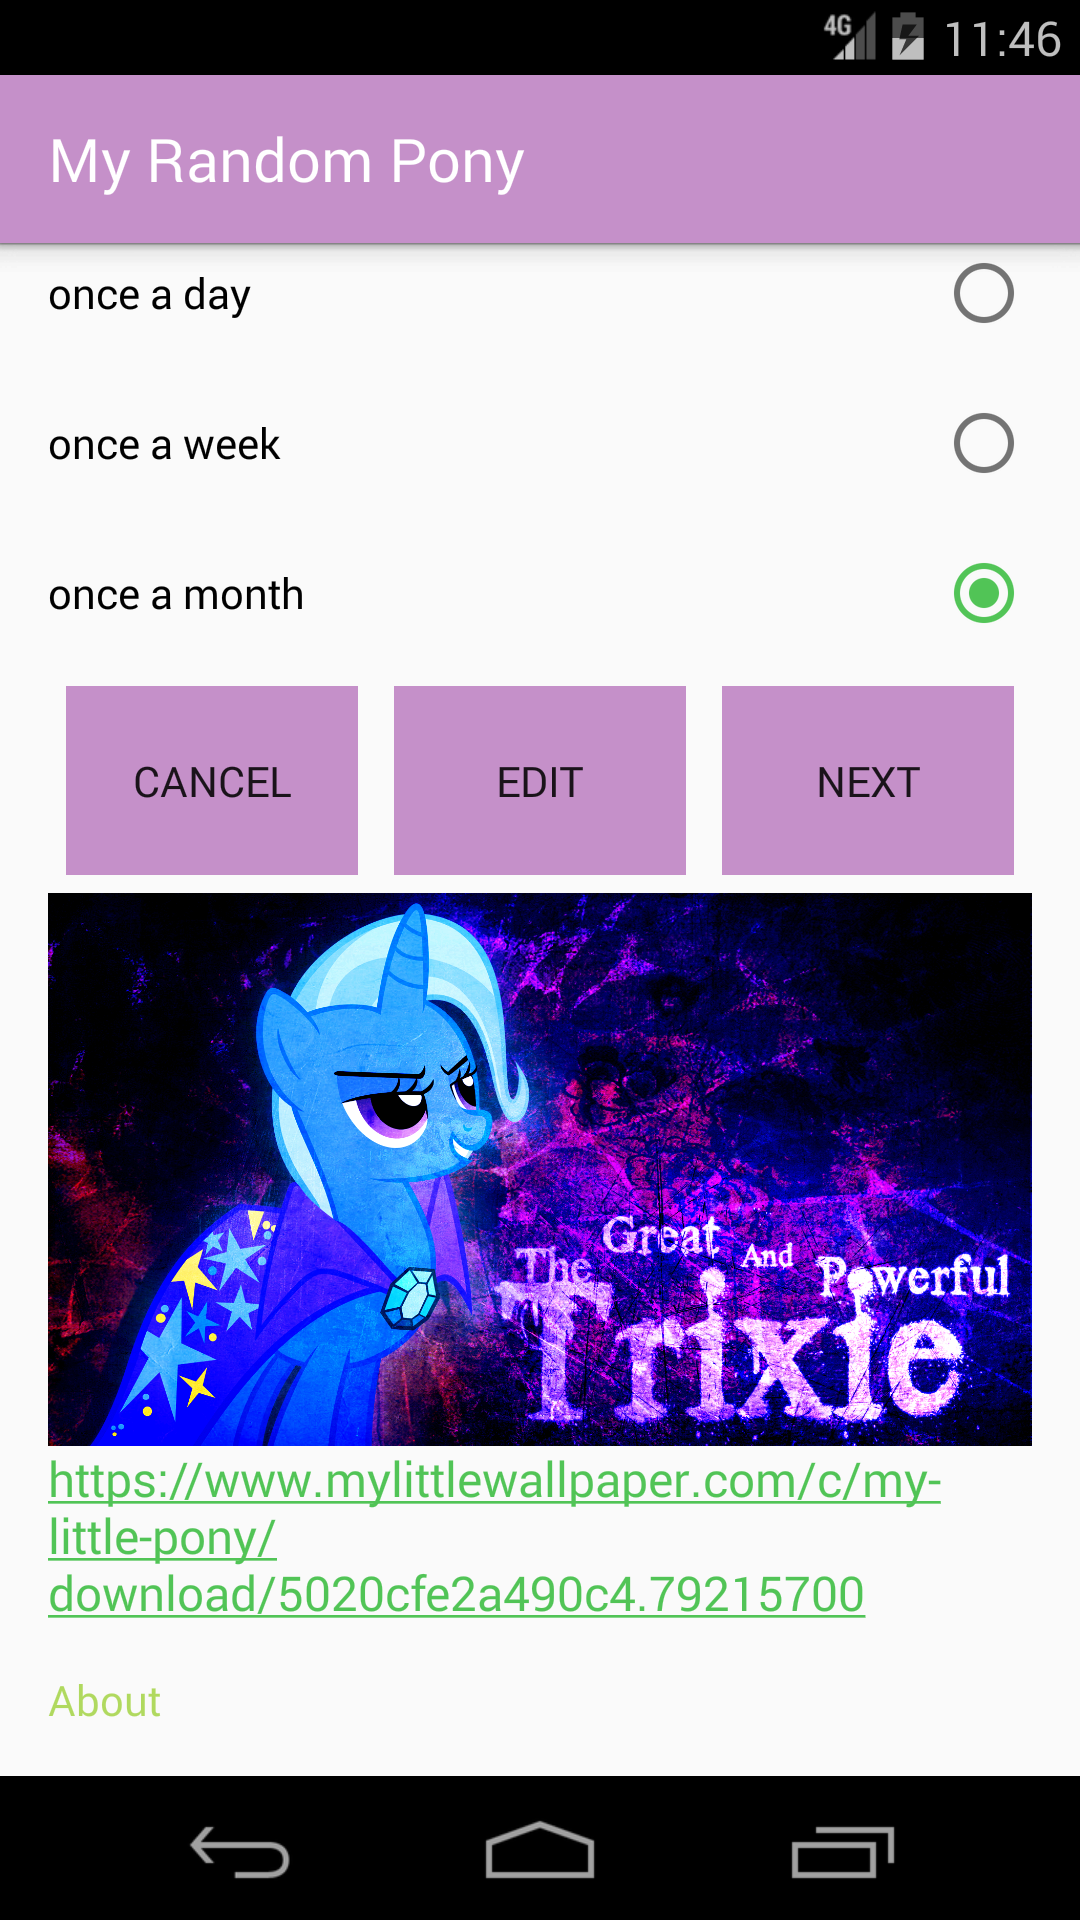 4G 11:46
My Random Pony
once a day
once a week
once a month
CANCEL EDIT NEXT
The Great And Powerful
Trixie
https://www.mylittlewallpaper.com/c/my-
little-pony/
download/5020cfe2a490c4.79215700
About